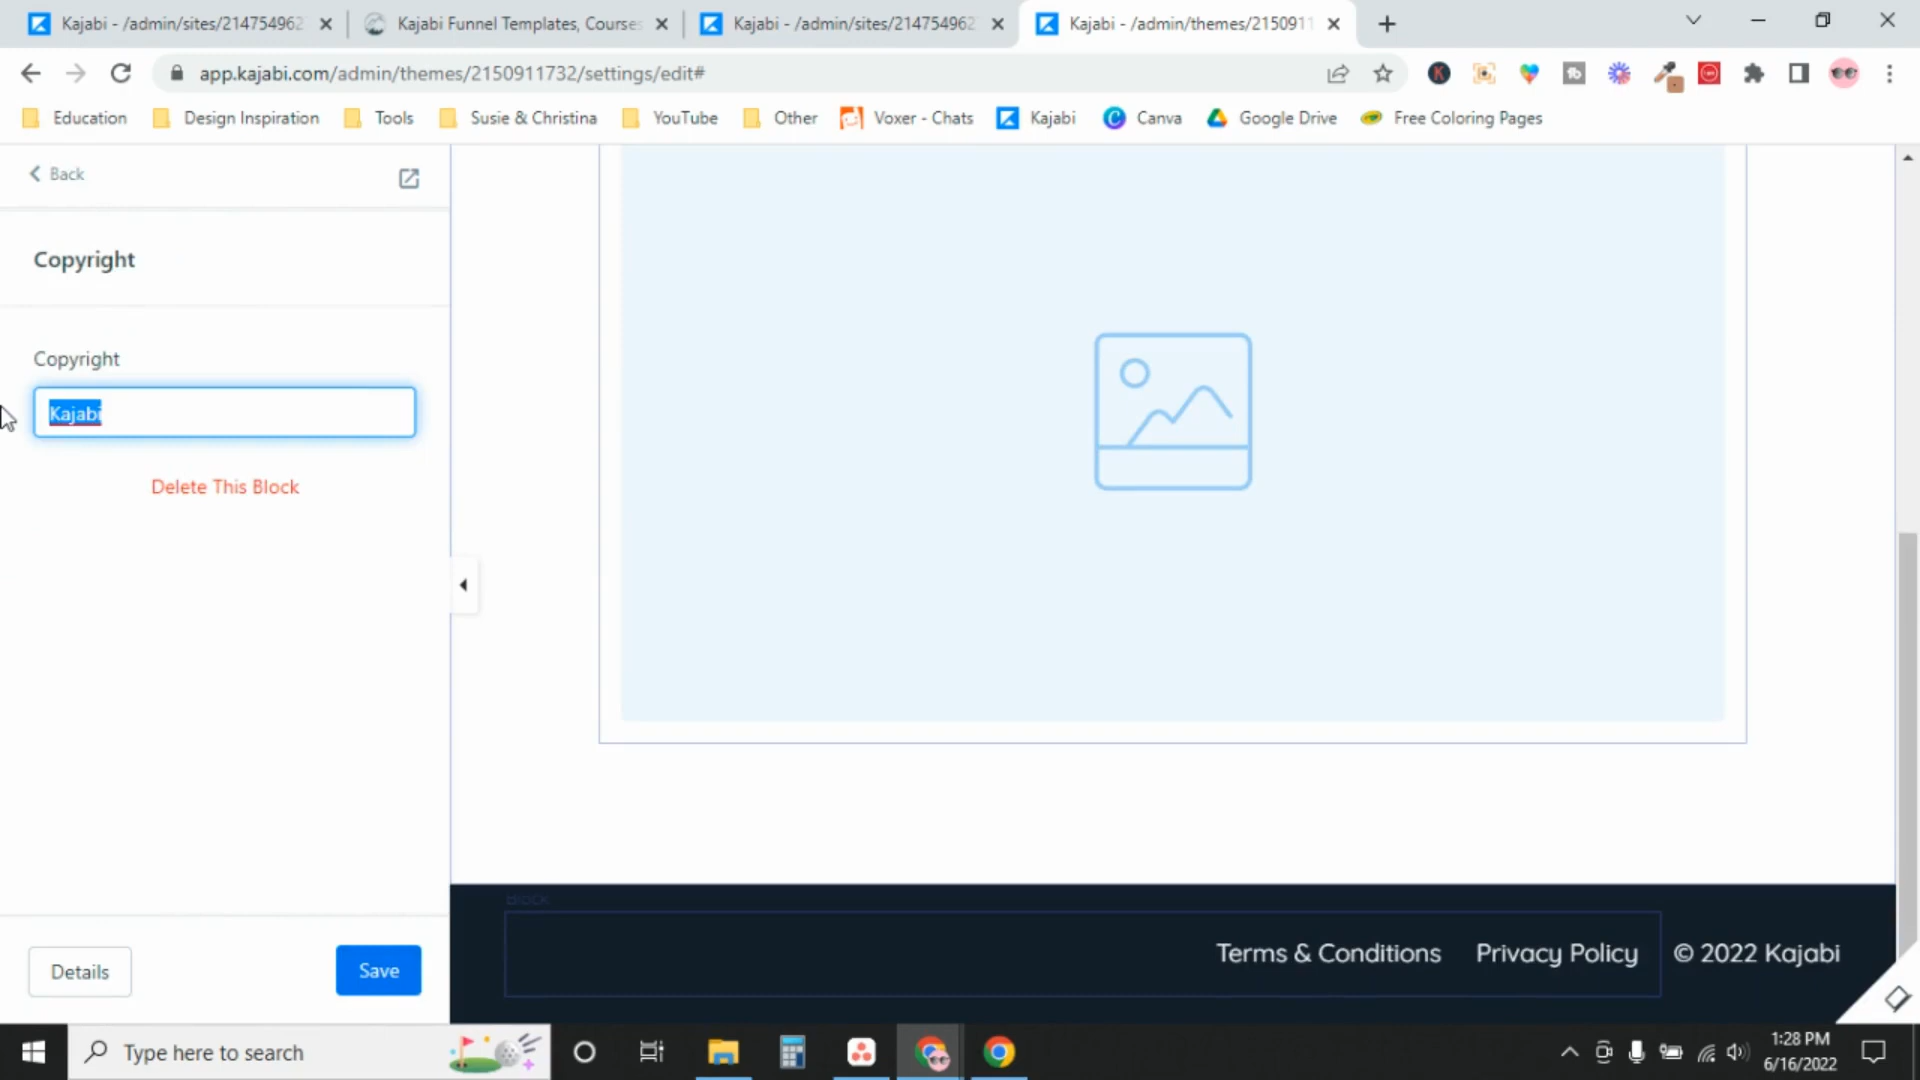 Kajabi - /admin/sites/214754962
Kajabi Funnel Templates, Courses
Kajabi - /admin/sites/214754962
Kajabi - /admin/themes/2150911
app.kajabi.com/admin/themes/2150911732/settings/edit#
Education
Design Inspiration
Tools
Susie & Christina
YouTube
Other
Voxer - Chats
Kajabi
Canva
Google Drive
Free Coloring Pages
Back
Copyright
Copyright
Kajabi
Delete This Block
Block
Terms & Conditions
Privacy Policy
© 2022 Kajabi
Details
Save
Type here to search
1:28 PM
6/16/2022